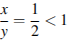 x/y = 1/2 < 1